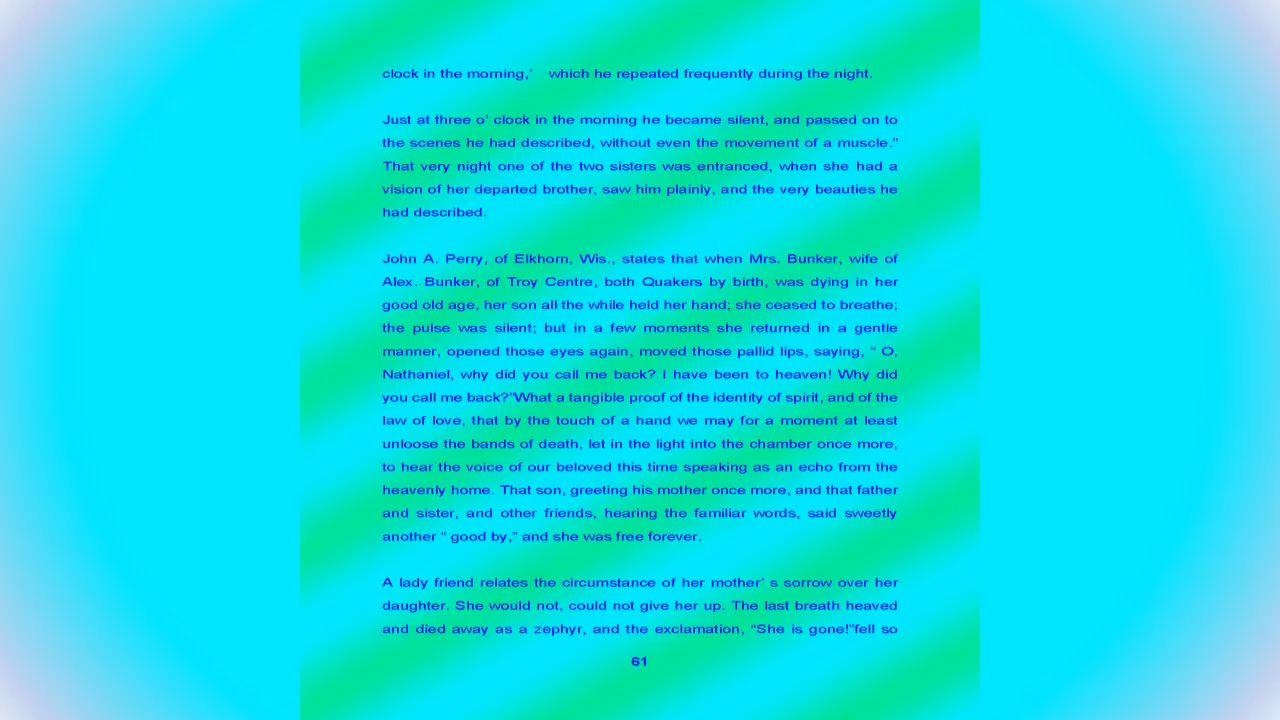 clock in the morning,’ which he repeated frequently during the night.
Just at three o’ clock in the morning he became silent, and passed on to
the scenes he had described, without even the movement of a muscle.”
That very night one of the two sisters was entranced, when she had a
vision of her departed brother, saw him plainly, and the very beauties he
had described.
John A. Perry, of Elkhorn, Wis., states that when Mrs. Bunker, wife of
Alex. Bunker, of Troy Centre, both Quakers by birth, was dying in her
good old age, her son all the while held her hand; she ceased to breathe;
the pulse was silent; but in a few moments she returned in a gentle
manner, opened those eyes again, moved those pallid lips, saying, “ O,
Nathaniel, why did you call me back? I have been to heaven! Why did
you call me back?”What a tangible proof of the identity of spirit, and of the
law of love, that by the touch of a hand we may for a moment at least
unloose the bands of death, let in the light into the chamber once more,
to hear the voice of our beloved this time speaking as an echo from the
heavenly home. That son, greeting his mother once more, and that father
and sister, and other friends, hearing the familiar words, said sweetly
another “ good by,” and she was free forever.
A lady friend relates the circumstance of her mother’ s sorrow over her
daughter. She would not, could not give her up. The last breath heaved
and died away as a zephyr, and the exclamation, “She is gone!”fell so
61